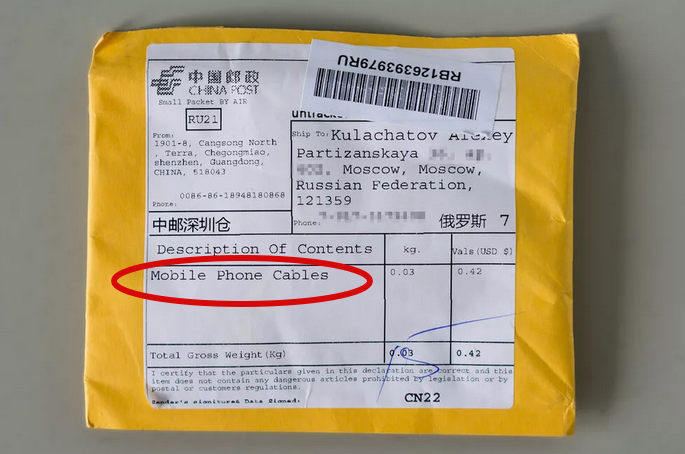 中国邮政
CHINA POST
Small Packet BY AIR
RU21
RB126393979RU
From:
1901-8, Cangsong North
, Terra, Chegongmiao,
shenzhen, Guangdong,
CHINA, 518043
0086-86-18948180868
Phone:
Ship To: Kulachatov
Partizanskaya
Moscow, Moscow,
Russian Federation,
121359
Phone:
俄罗斯 7
中邮深圳仓
Description Of Contents kg. Vals(USD $)
Mobile Phone Cables 0.03 0.42
Total Gross Weight(Kg) 0.03 0.42
I certify that the particulars given in this declaration are correct and this
item does not contain any dangerous articles prohibited by legislation or by
postal or customers regulations.
Sender's signiture& Date Signed:
CN22